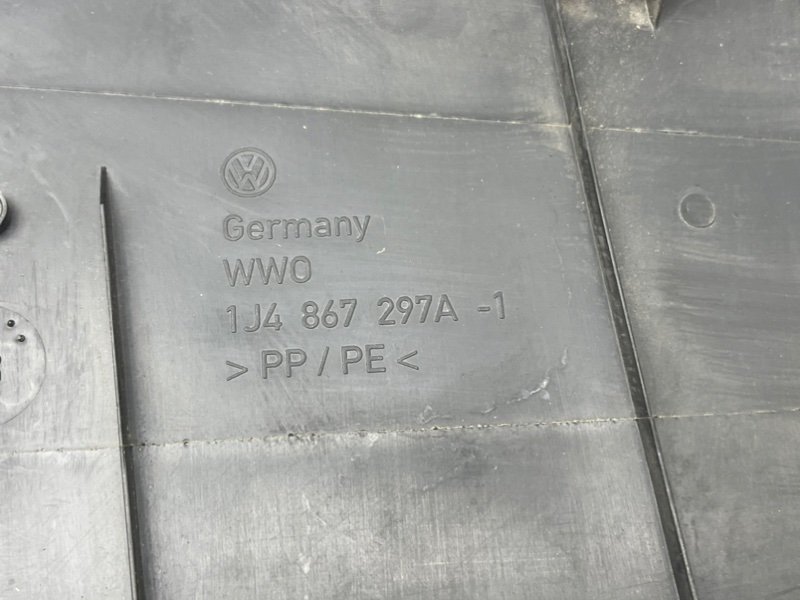 Germany
WWO
1J4 867 297A -1
> PP / PE <